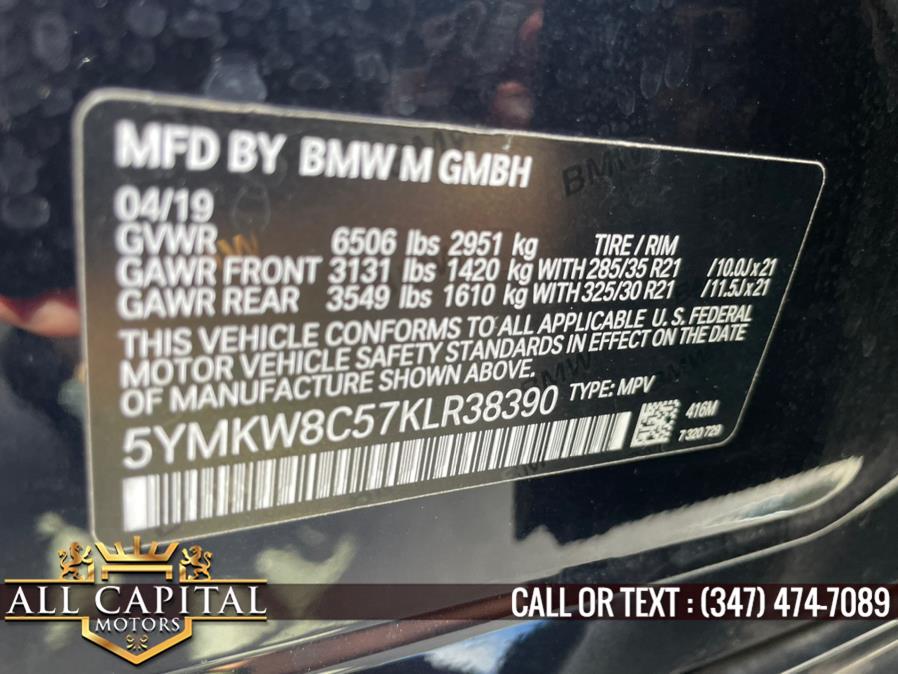 MFD BY BMW M GMBH
04/19
GVWR 6506 lbs 2951 kg TIRE / RIM
GAWR FRONT 3131 lbs 1420 kg WITH 285/35 R21 /10.0J x 21
GAWR REAR 3549 lbs 1610 kg WITH 325/30 R21 /11.5J x 21
THIS VEHICLE CONFORMS TO ALL APPLICABLE U.S. FEDERAL
MOTOR VEHICLE SAFETY STANDARDS IN EFFECT ON THE DATE
OF MANUFACTURE SHOWN ABOVE.
5YMKW8C57KLR38390 TYPE: MPV
416M
7 320 729
ALL CAPITAL
MOTORS
CALL OR TEXT : (347) 474-7089